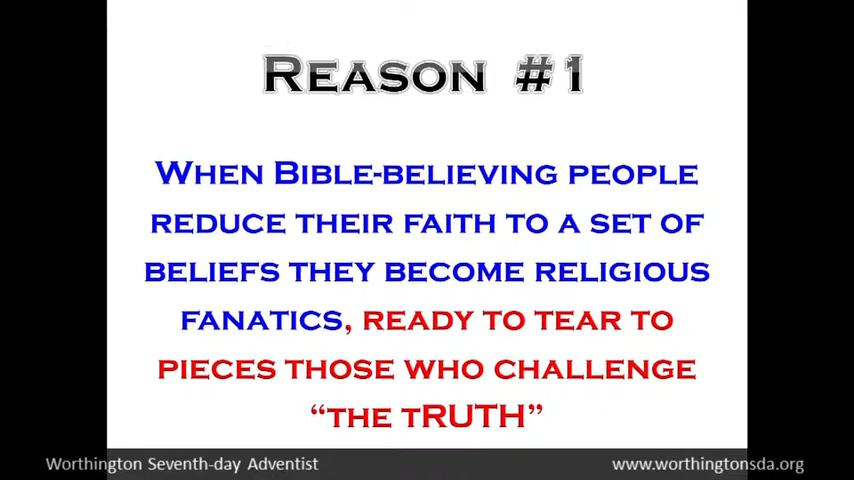 REASON #1
WHEN BIBLE-BELIEVING PEOPLE
REDUCE THEIR FAITH TO A SET OF
BELIEFS THEY BECOME RELIGIOUS
FANATICS, READY TO TEAR TO
PIECES THOSE WHO CHALLENGE
“THE tRUTH”
Worthington Seventh-day Adventist
www.worthingtonsda.org